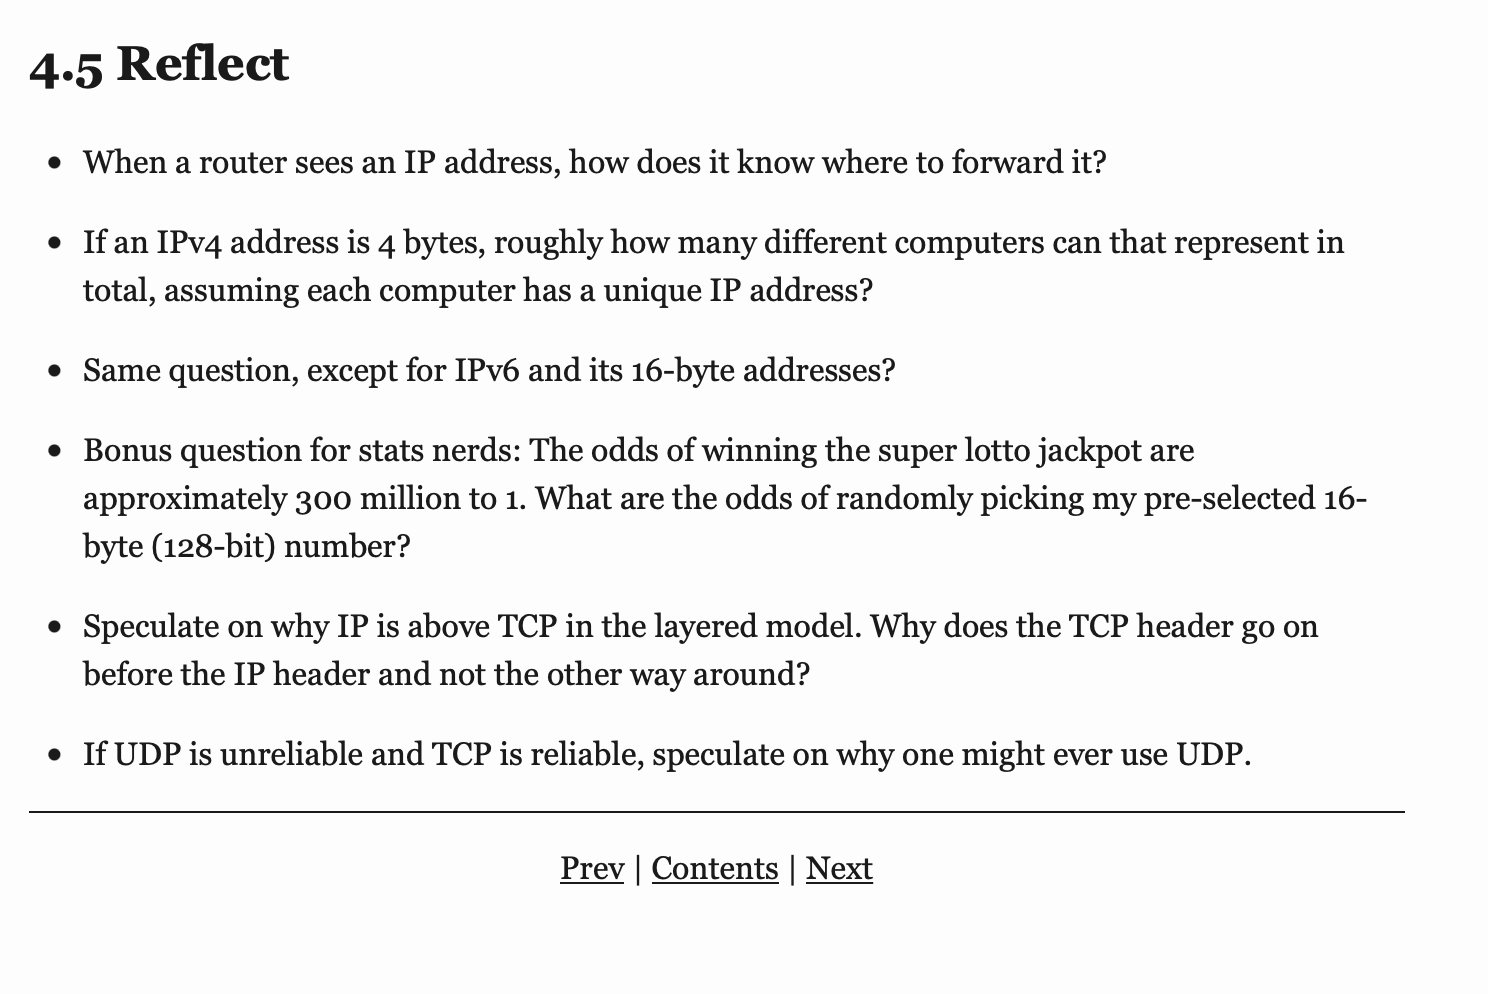 4.5 Reflect
• When a router sees an IP address, how does it know where to forward it?
• If an IPv4 address is 4 bytes, roughly how many different computers can that represent in
total, assuming each computer has a unique IP address?
• Same question, except for IPv6 and its 16-byte addresses?
• Bonus question for stats nerds: The odds of winning the super lotto jackpot are
approximately 300 million to 1. What are the odds of randomly picking my pre-selected 16-
byte (128-bit) number?
• Speculate on why IP is above TCP in the layered model. Why does the TCP header go on
before the IP header and not the other way around?
• If UDP is unreliable and TCP is reliable, speculate on why one might ever use UDP.
Prev | Contents | Next